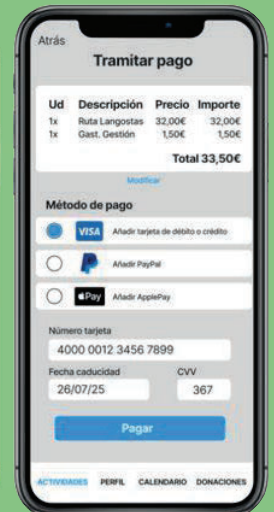 Atrás
Tramitar pago
Ud Descripción Precio Importe
1x Ruta Langostas 32,00€ 32,00€
1x Gast. Gestión 1,50€ 1,50€
Total 33,50€
Modificar
Método de pago
VISA Añadir tarjeta de débito o crédito
Añadir PayPal
Pay Añadir ApplePay
Número tarjeta
4000 0012 3456 7899
Fecha caducidad CVV
26/07/25 367
Pagar
ACTIVIDADES PERFIL CALENDARIO DONACIONES